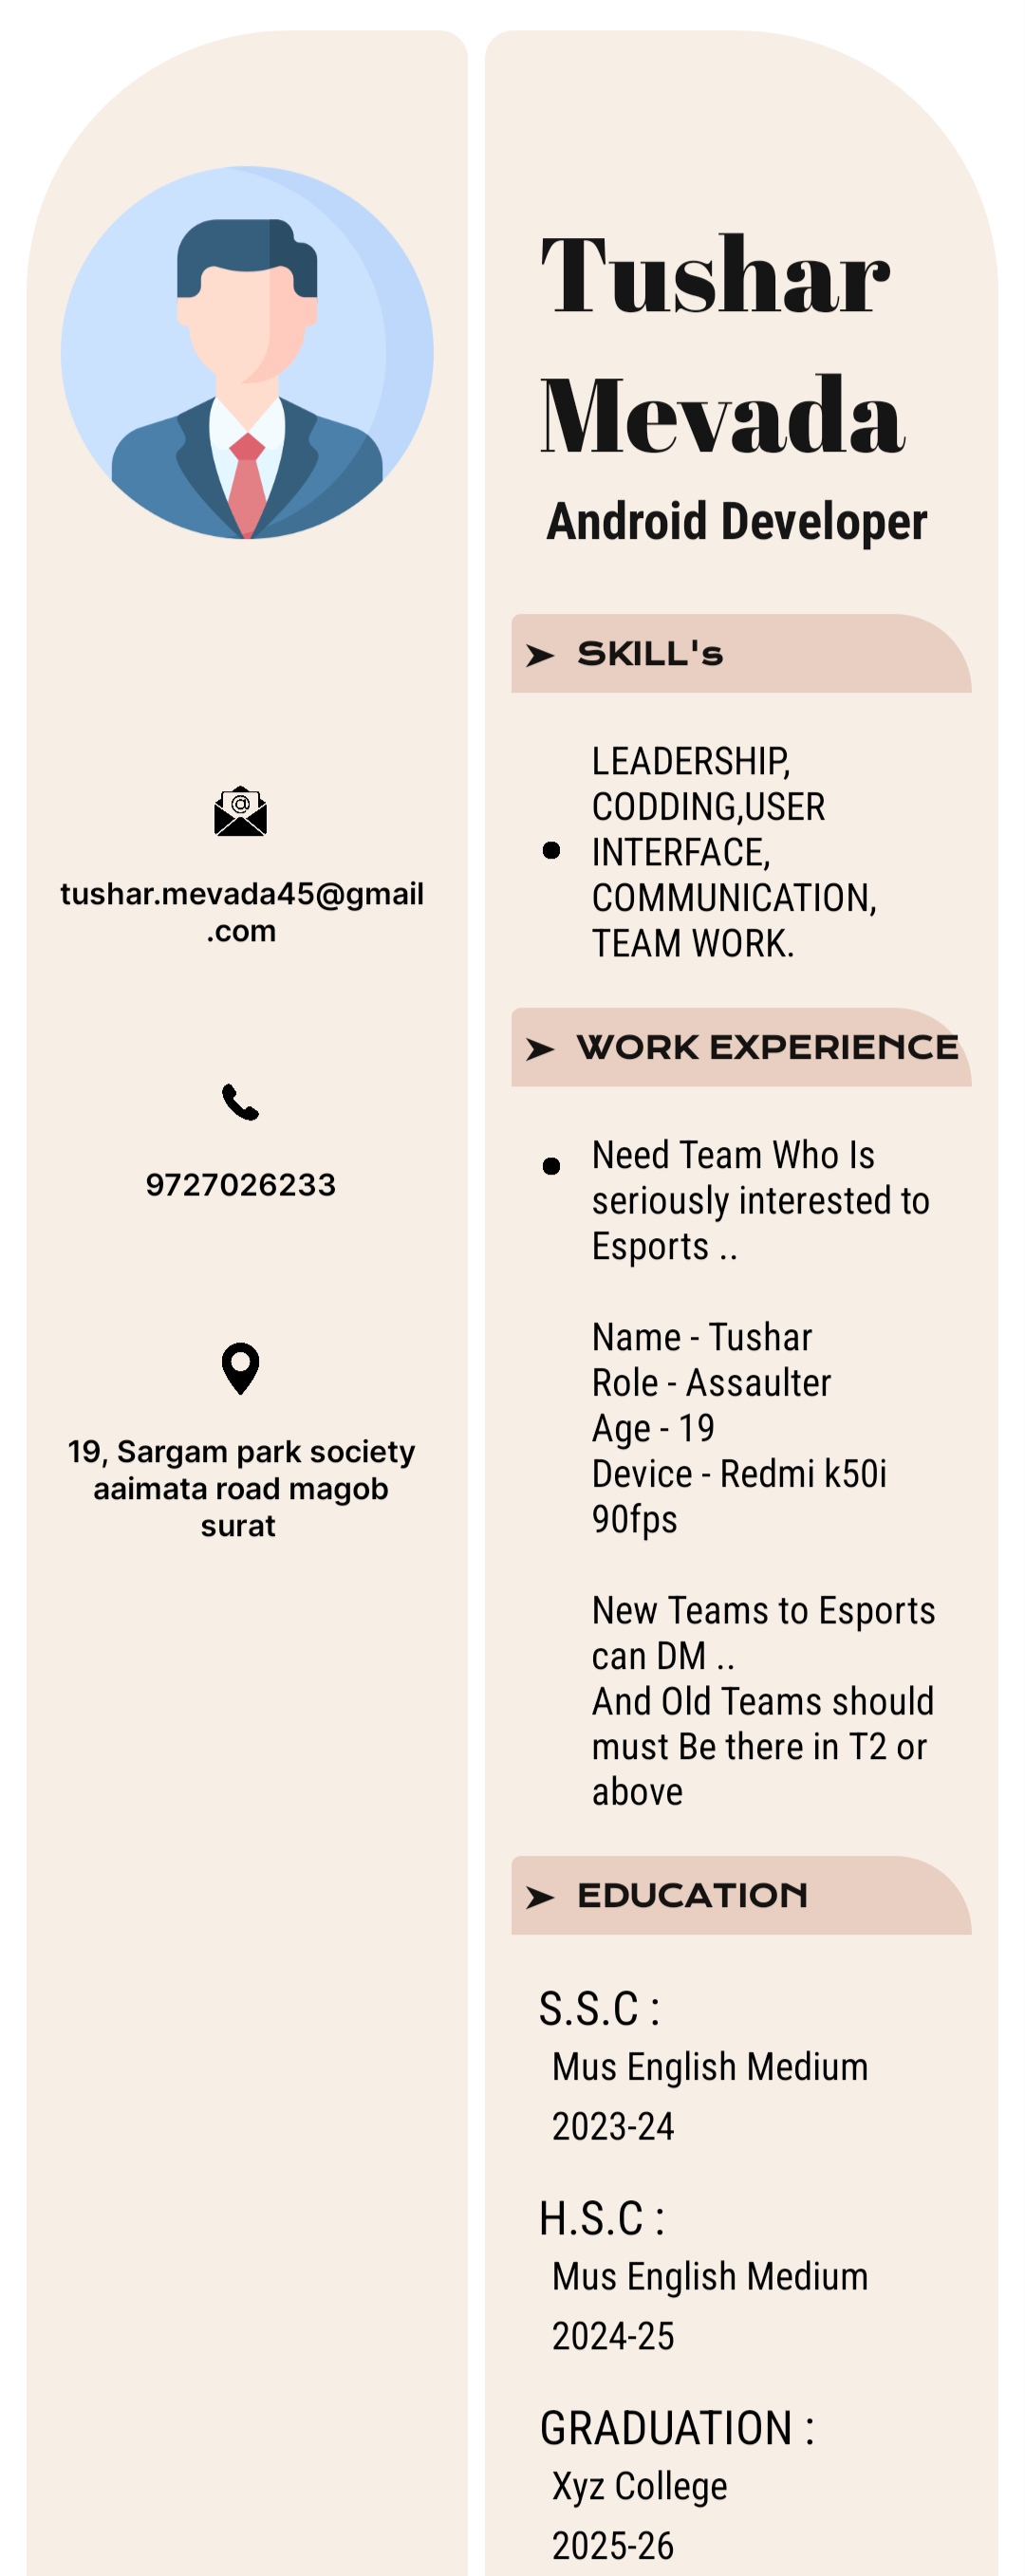 Tushar
Mevada
Android Developer
tushar.mevada45@gmail
.com
9727026233
19, Sargam park society
aaimata road magob
surat
➤ SKILL's
● LEADERSHIP,
CODDING,USER
INTERFACE,
COMMUNICATION,
TEAM WORK.
➤ WORK EXPERIENCE
● Need Team Who Is
seriously interested to
Esports ..
Name - Tushar
Role - Assaulter
Age - 19
Device - Redmi k50i
90fps
New Teams to Esports
can DM ..
And Old Teams should
must Be there in T2 or
above
➤ EDUCATION
S.S.C :
Mus English Medium
2023-24
H.S.C :
Mus English Medium
2024-25
GRADUATION :
Xyz College
2025-26